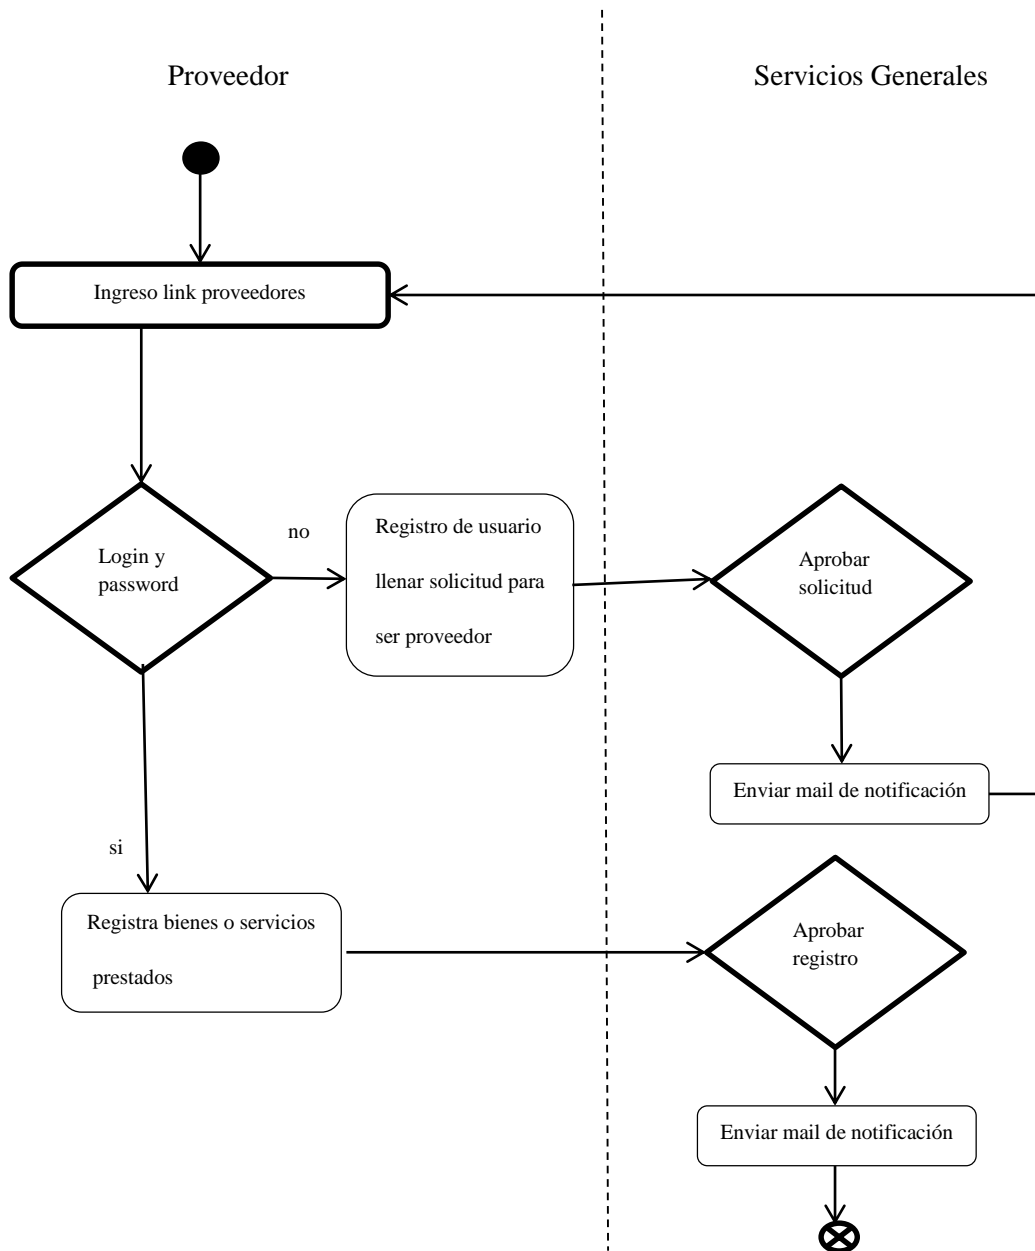 Proveedor
Servicios Generales
Ingreso link proveedores
Login y
password
no
Registro de usuario
llenar solicitud para
ser proveedor
Aprobar
solicitud
Enviar mail de notificación
si
Registra bienes o servicios
prestados
Aprobar
registro
Enviar mail de notificación